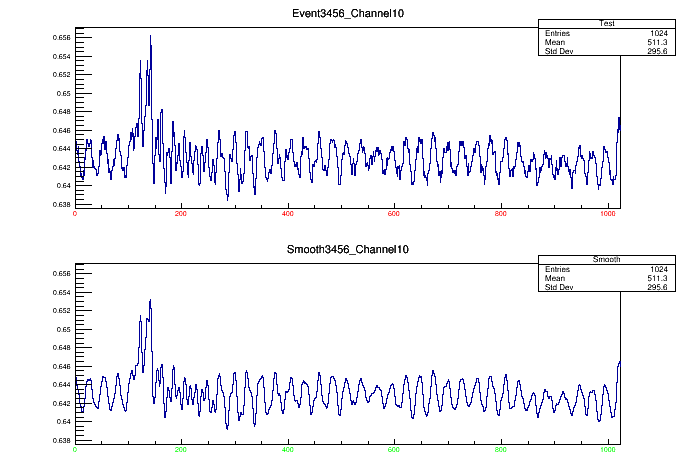 Event3456_Channel10
Test
Entries 1024
Mean 511.3
Std Dev 295.6
0.656
0.654
0.652
0.65
0.648
0.646
0.644
0.642
0.64
0.638
0 200 400 600 800 1000
Smooth3456_Channel10
Smooth
Entries 1024
Mean 511.3
Std Dev 295.6
0.656
0.654
0.652
0.65
0.648
0.646
0.644
0.642
0.64
0.638
0 200 400 600 800 1000